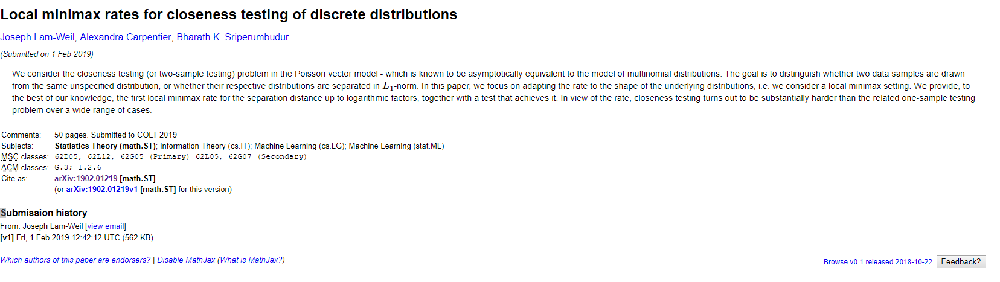 Local minimax rates for closeness testing of discrete distributions
Joseph Lam-Weil, Alexandra Carpentier, Bharath K. Sriperumbudur
(Submitted on 1 Feb 2019)
We consider the closeness testing (or two-sample testing) problem in the Poisson vector model - which is known to be asymptotically equivalent to the model of multinomial distributions. The goal is to distinguish whether two data samples are drawn
from the same unspecified distribution, or whether their respective distributions are separated in L₁-norm. In this paper, we focus on adapting the rate to the shape of the underlying distributions, i.e. we consider a local minimax setting. We provide, to
the best of our knowledge, the first local minimax rate for the separation distance up to logarithmic factors, together with a test that achieves it. In view of the rate, closeness testing turns out to be substantially harder than the related one-sample testing
problem over a wide range of cases.
Comments: 50 pages. Submitted to COLT 2019
Subjects: Statistics Theory (math.ST); Information Theory (cs.IT); Machine Learning (cs.LG); Machine Learning (stat.ML)
MSC classes: 62D05, 62L12, 62G05 (Primary) 62L05, 62G07 (Secondary)
ACM classes: G.3; I.2.6
Cite as: arXiv:1902.01219 [math.ST]
(or arXiv:1902.01219v1 [math.ST] for this version)
Submission history
From: Joseph Lam-Weil [view email]
[v1] Fri, 1 Feb 2019 12:42:12 UTC (562 KB)
Which authors of this paper are endorsers? | Disable MathJax (What is MathJax?)
Browse v0.1 released 2018-10-22 Feedback?